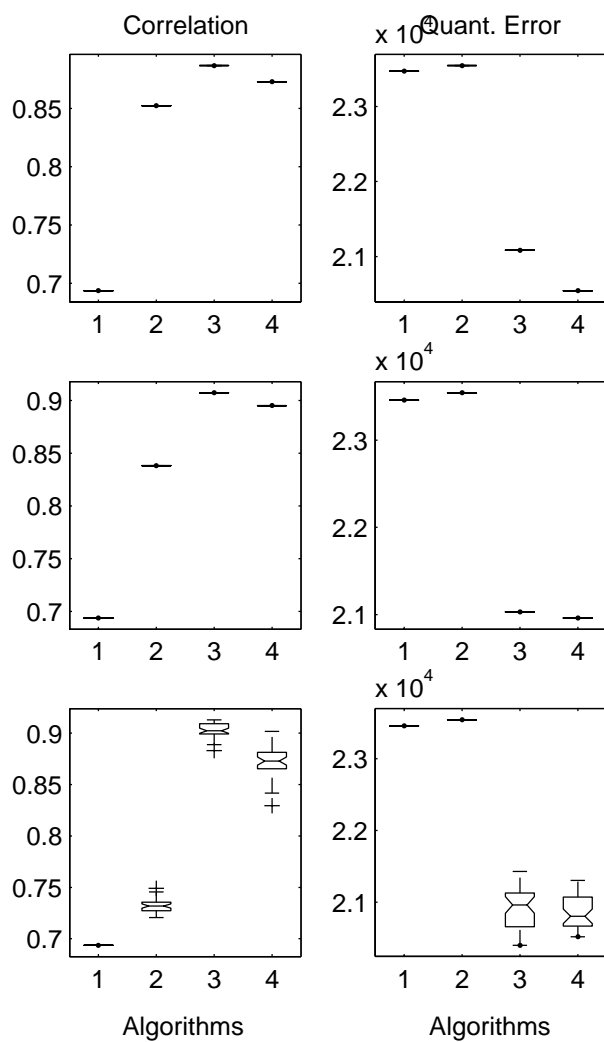 Correlation
Quant. Error
x 10^4
0.85
0.8
0.75
0.7
1 2 3 4
2.3
2.2
2.1
1 2 3 4
x 10^4
0.9
0.85
0.8
0.75
0.7
1 2 3 4
2.3
2.2
2.1
1 2 3 4
x 10^4
0.9
0.85
0.8
0.75
0.7
1 2 3 4
Algorithms
2.3
2.2
2.1
1 2 3 4
Algorithms